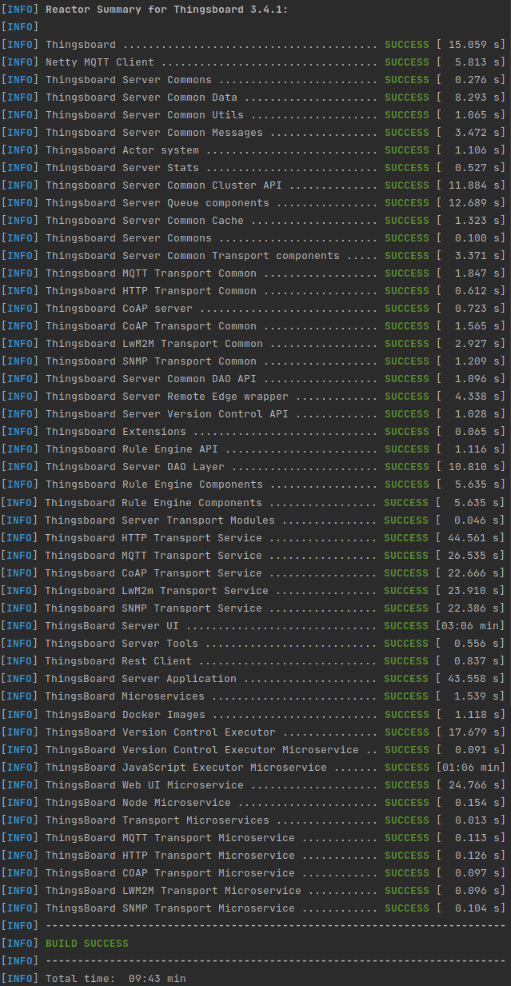 [INFO] Reactor Summary for Thingsboard 3.4.1:
[INFO]
[INFO] Thingsboard ....................................... SUCCESS [ 15.059 s]
[INFO] Netty MQTT Client ................................. SUCCESS [  5.813 s]
[INFO] Thingsboard Server Commons ........................ SUCCESS [  0.276 s]
[INFO] Thingsboard Server Common Data .................... SUCCESS [  8.293 s]
[INFO] Thingsboard Server Common Utils ................... SUCCESS [  1.065 s]
[INFO] Thingsboard Server Common Messages ................ SUCCESS [  3.472 s]
[INFO] Thingsboard Actor system .......................... SUCCESS [  1.106 s]
[INFO] Thingsboard Server Stats .......................... SUCCESS [  0.527 s]
[INFO] Thingsboard Server Common Cluster API ............. SUCCESS [ 11.884 s]
[INFO] Thingsboard Server Queue components ............... SUCCESS [ 12.689 s]
[INFO] Thingsboard Server Common Cache ................... SUCCESS [  1.323 s]
[INFO] Thingsboard Server Commons ........................ SUCCESS [  0.100 s]
[INFO] Thingsboard Server Common Transport components ..... SUCCESS [  3.371 s]
[INFO] Thingsboard MQTT Transport Common ................. SUCCESS [  1.847 s]
[INFO] Thingsboard HTTP Transport Common ................. SUCCESS [  0.612 s]
[INFO] Thingsboard CoAP server ........................... SUCCESS [  0.723 s]
[INFO] Thingsboard CoAP Transport Common ................. SUCCESS [  1.565 s]
[INFO] Thingsboard LwM2M Transport Common ................ SUCCESS [  2.927 s]
[INFO] Thingsboard SNMP Transport Common ................. SUCCESS [  1.209 s]
[INFO] Thingsboard Server Common DAO API ................. SUCCESS [  1.096 s]
[INFO] Thingsboard Server Remote Edge wrapper ............ SUCCESS [  4.338 s]
[INFO] Thingsboard Server Version Control API ............ SUCCESS [  1.028 s]
[INFO] Thingsboard Extensions ............................ SUCCESS [  0.065 s]
[INFO] Thingsboard Rule Engine API ....................... SUCCESS [  1.116 s]
[INFO] Thingsboard Server DAO Layer ...................... SUCCESS [ 10.810 s]
[INFO] Thingsboard Rule Engine Components ................ SUCCESS [  5.635 s]
[INFO] Thingsboard Rule Engine Components ................ SUCCESS [  5.635 s]
[INFO] Thingsboard Server Transport Modules .............. SUCCESS [  0.046 s]
[INFO] Thingsboard HTTP Transport Service ................ SUCCESS [ 44.561 s]
[INFO] Thingsboard MQTT Transport Service ................ SUCCESS [ 26.535 s]
[INFO] Thingsboard CoAP Transport Service ................ SUCCESS [ 22.666 s]
[INFO] Thingsboard LwM2m Transport Service ............... SUCCESS [ 23.910 s]
[INFO] Thingsboard SNMP Transport Service ................ SUCCESS [ 22.386 s]
[INFO] ThingsBoard Server UI ............................. SUCCESS [03:06 min]
[INFO] Thingsboard Server Tools .......................... SUCCESS [  0.556 s]
[INFO] Thingsboard Rest Client ........................... SUCCESS [  0.837 s]
[INFO] ThingsBoard Server Application .................... SUCCESS [ 43.558 s]
[INFO] ThingsBoard Microservices ......................... SUCCESS [  1.539 s]
[INFO] ThingsBoard Docker Images ......................... SUCCESS [  1.118 s]
[INFO] ThingsBoard Version Control Executor .............. SUCCESS [ 17.679 s]
[INFO] ThingsBoard Version Control Executor Microservice .. SUCCESS [  0.091 s]
[INFO] ThingsBoard JavaScript Executor Microservice ....... SUCCESS [01:06 min]
[INFO] ThingsBoard Web UI Microservice ................... SUCCESS [ 24.766 s]
[INFO] ThingsBoard Node Microservice ..................... SUCCESS [  0.154 s]
[INFO] ThingsBoard Transport Microservices ............... SUCCESS [  0.013 s]
[INFO] ThingsBoard MQTT Transport Microservice ........... SUCCESS [  0.113 s]
[INFO] ThingsBoard HTTP Transport Microservice ........... SUCCESS [  0.126 s]
[INFO] ThingsBoard COAP Transport Microservice ........... SUCCESS [  0.097 s]
[INFO] ThingsBoard LWM2M Transport Microservice .......... SUCCESS [  0.096 s]
[INFO] ThingsBoard SNMP Transport Microservice ........... SUCCESS [  0.104 s]
[INFO] ------------------------------------------------------------------------
[INFO] BUILD SUCCESS
[INFO] ------------------------------------------------------------------------
[INFO] Total time:  09:43 min